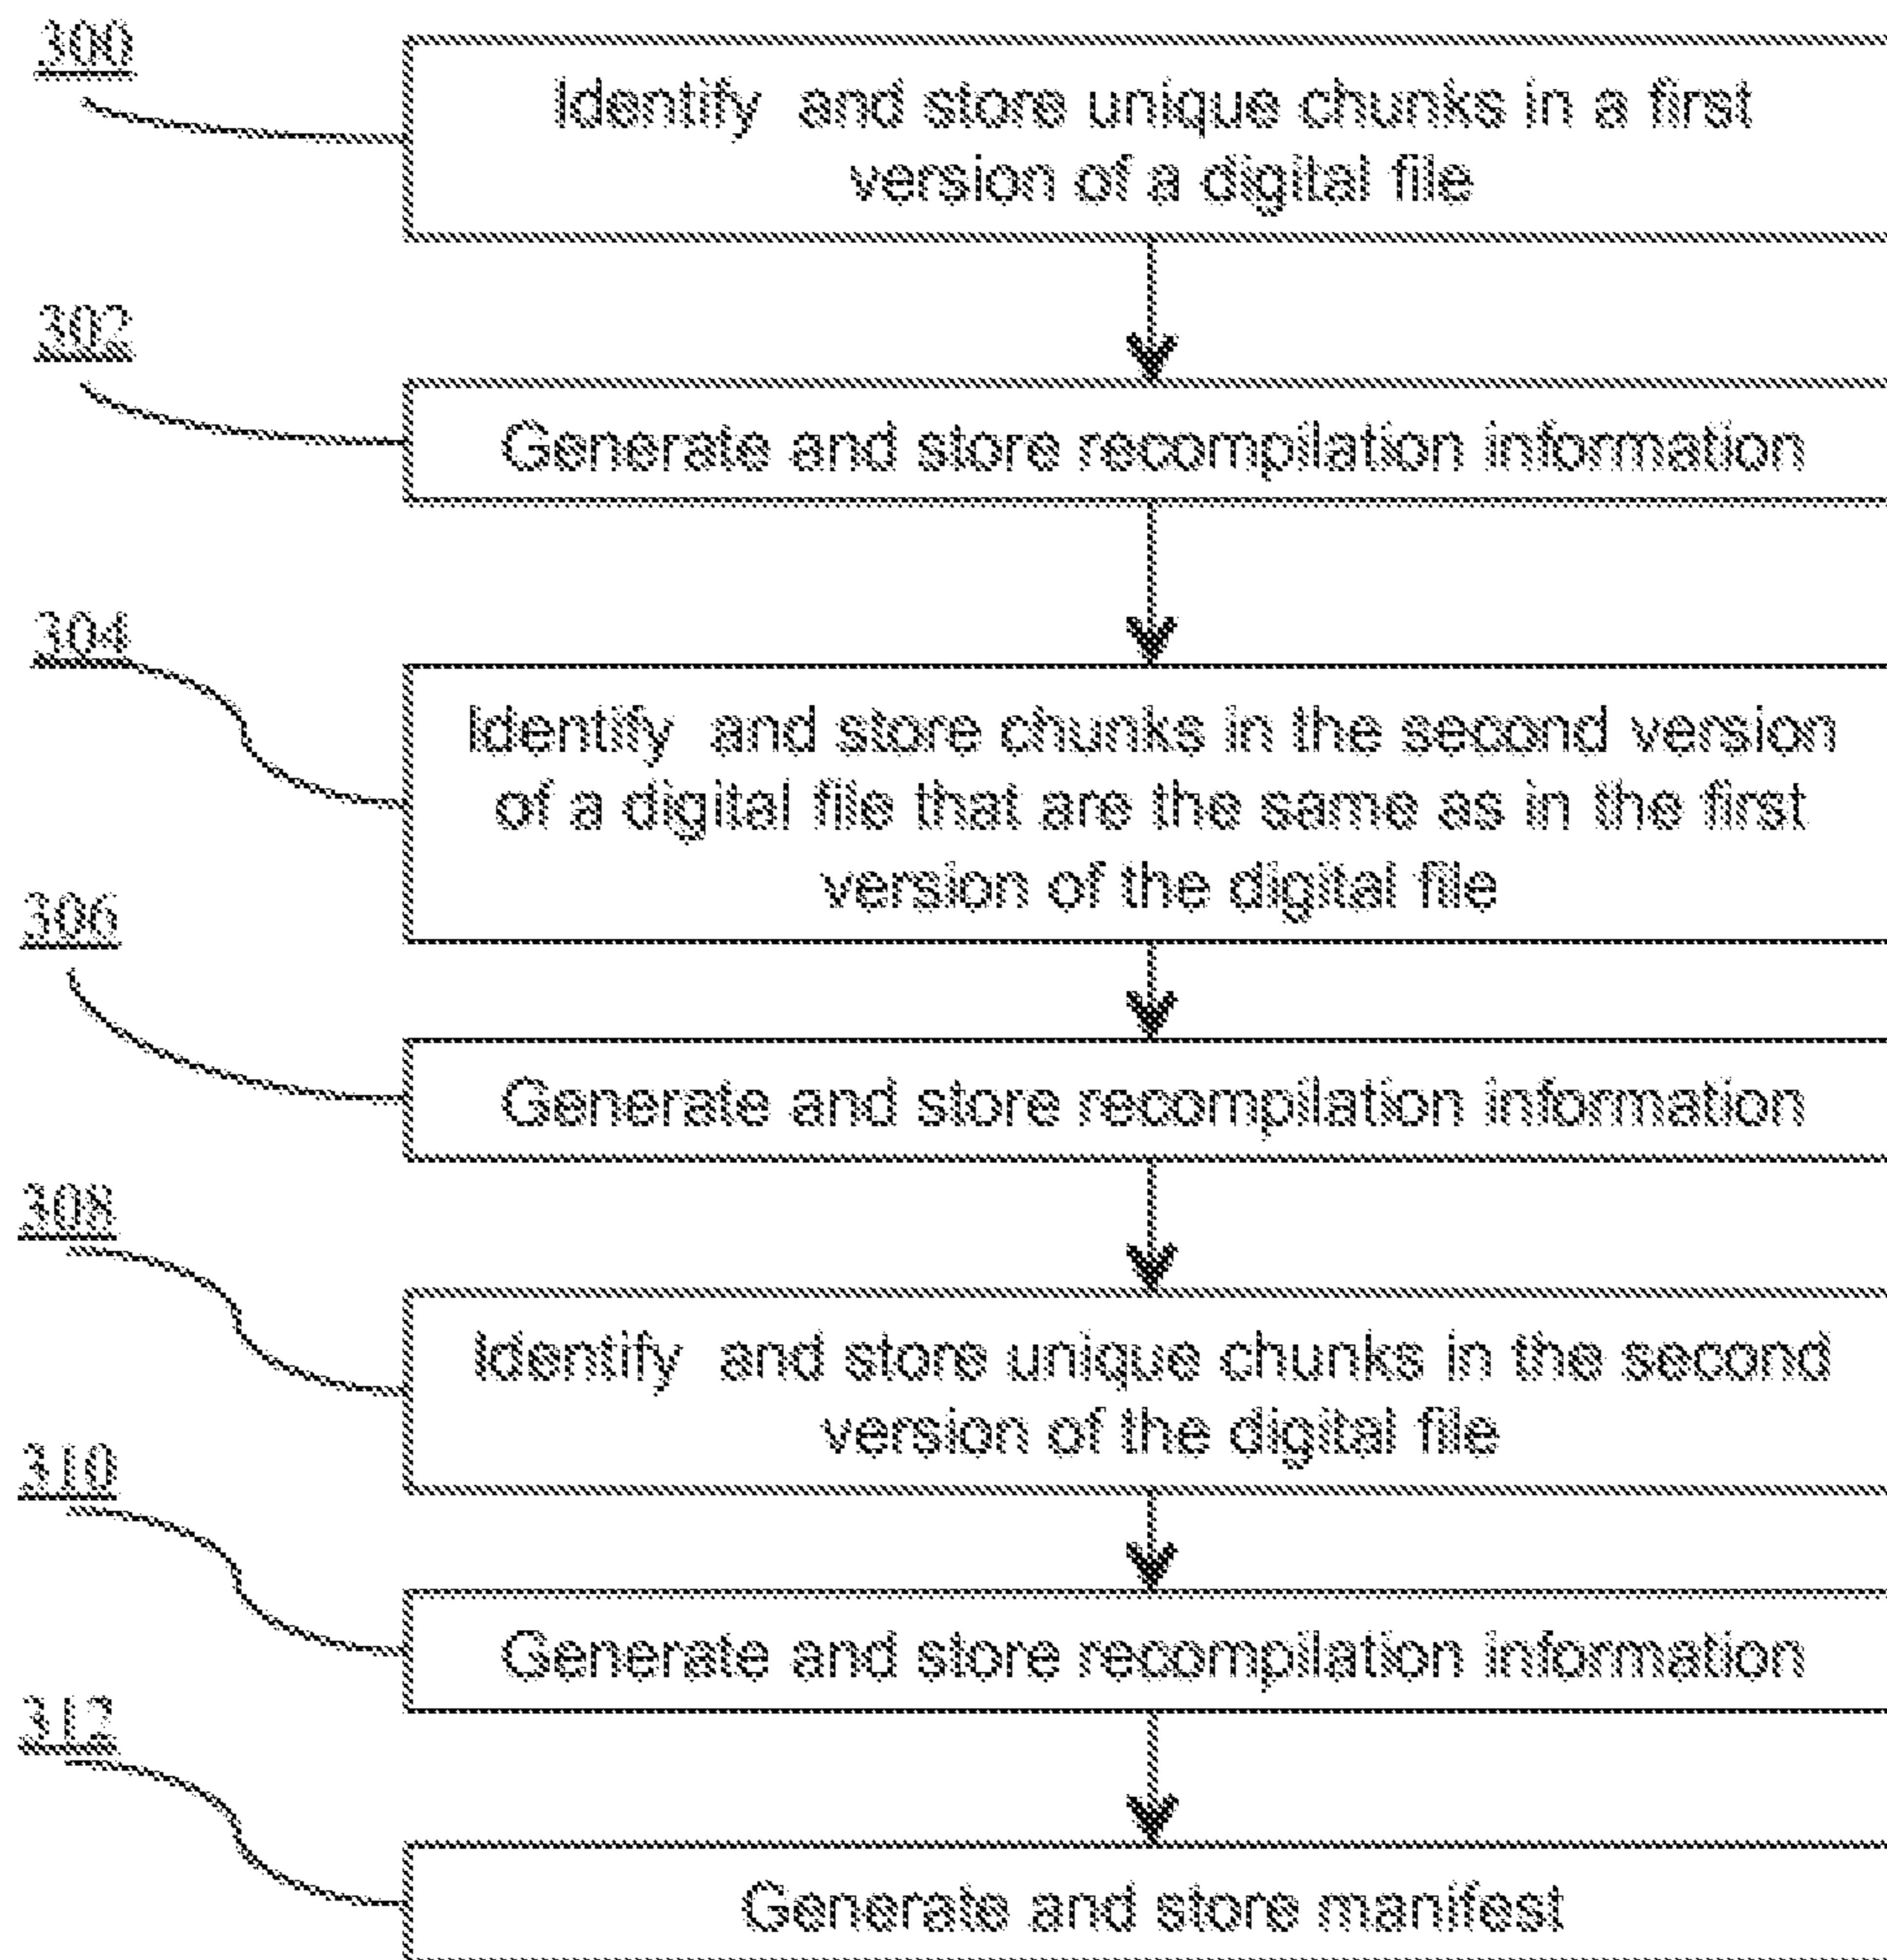 300
Identify and store unique chunks in a first
version of a digital file
302
Generate and store recompilation information
304
Identify and store chunks in the second version
of a digital file that are the same as in the first
version of the digital file
306
Generate and store recompilation information
308
Identify and store unique chunks in the second
version of the digital file
310
Generate and store recompilation information
312
Generate and store manifest